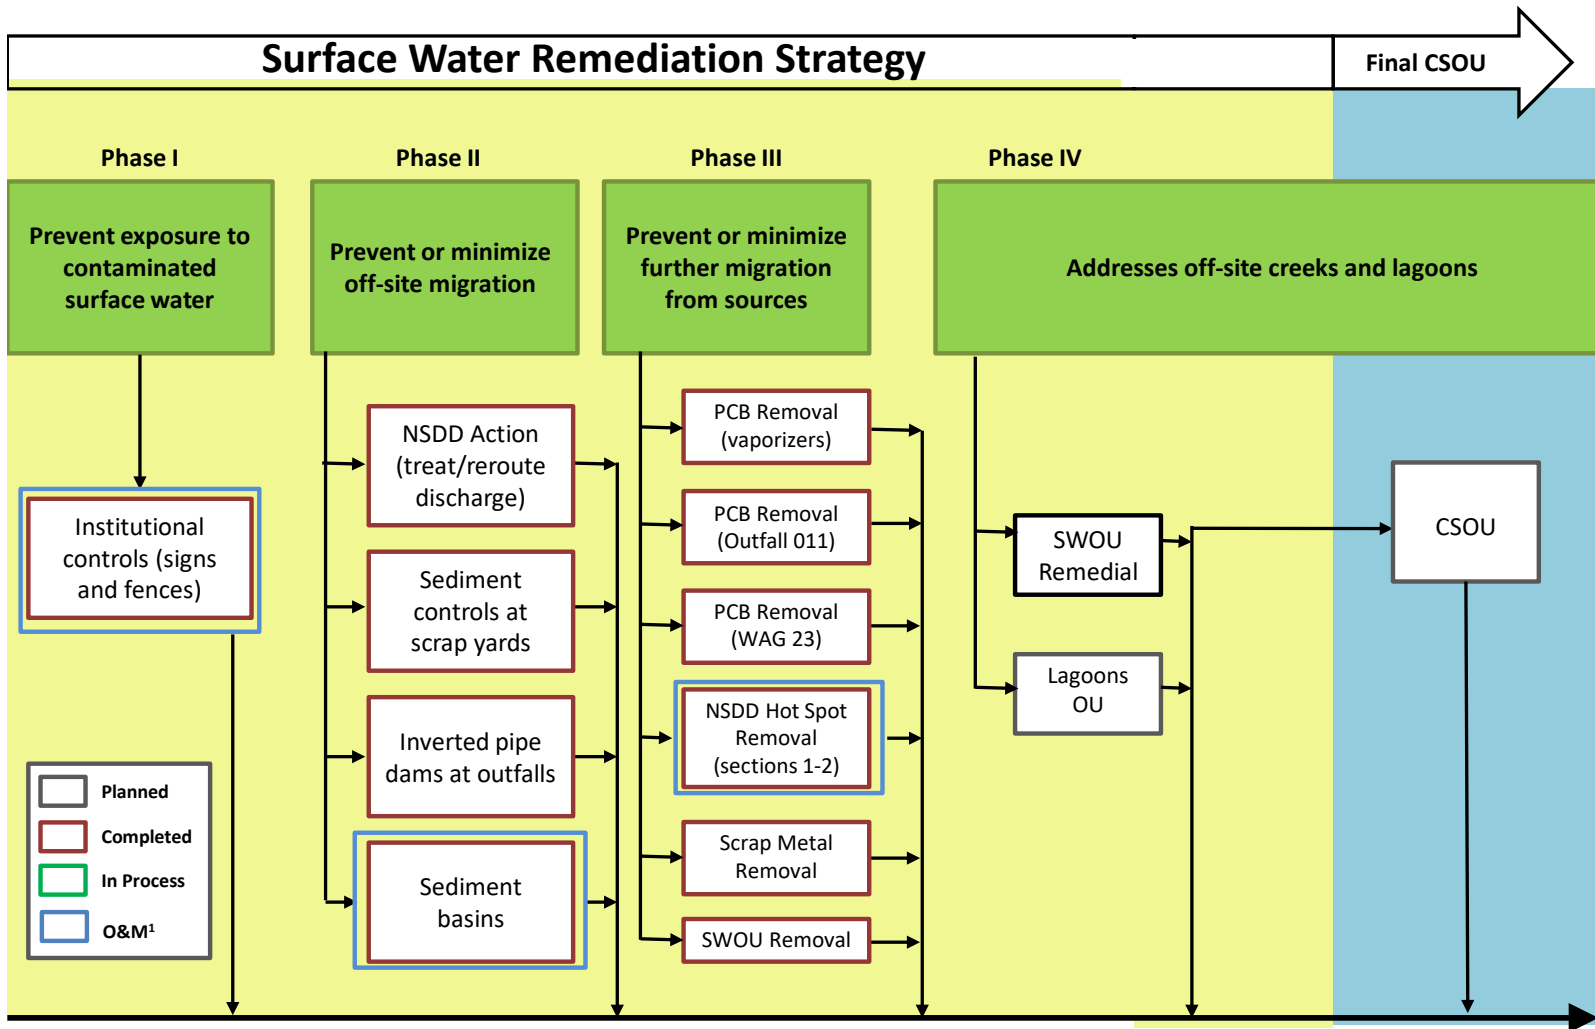 Surface Water Remediation Strategy
Final CSOU
Phase I
Phase II
Phase III
Phase IV
Prevent exposure to
contaminated
surface water
Prevent or minimize
off-site migration
Prevent or minimize
further migration
from sources
Addresses off-site creeks and lagoons
Institutional
controls (signs
and fences)
NSDD Action
(treat/reroute
discharge)
Sediment
controls at
scrap yards
Inverted pipe
dams at outfalls
Sediment
basins
PCB Removal
(vaporizers)
PCB Removal
(Outfall 011)
PCB Removal
(WAG 23)
NSDD Hot Spot
Removal
(sections 1-2)
Scrap Metal
Removal
SWOU Removal
SWOU
Remedial
Lagoons
OU
CSOU
Planned
Completed
In Process
O&M¹